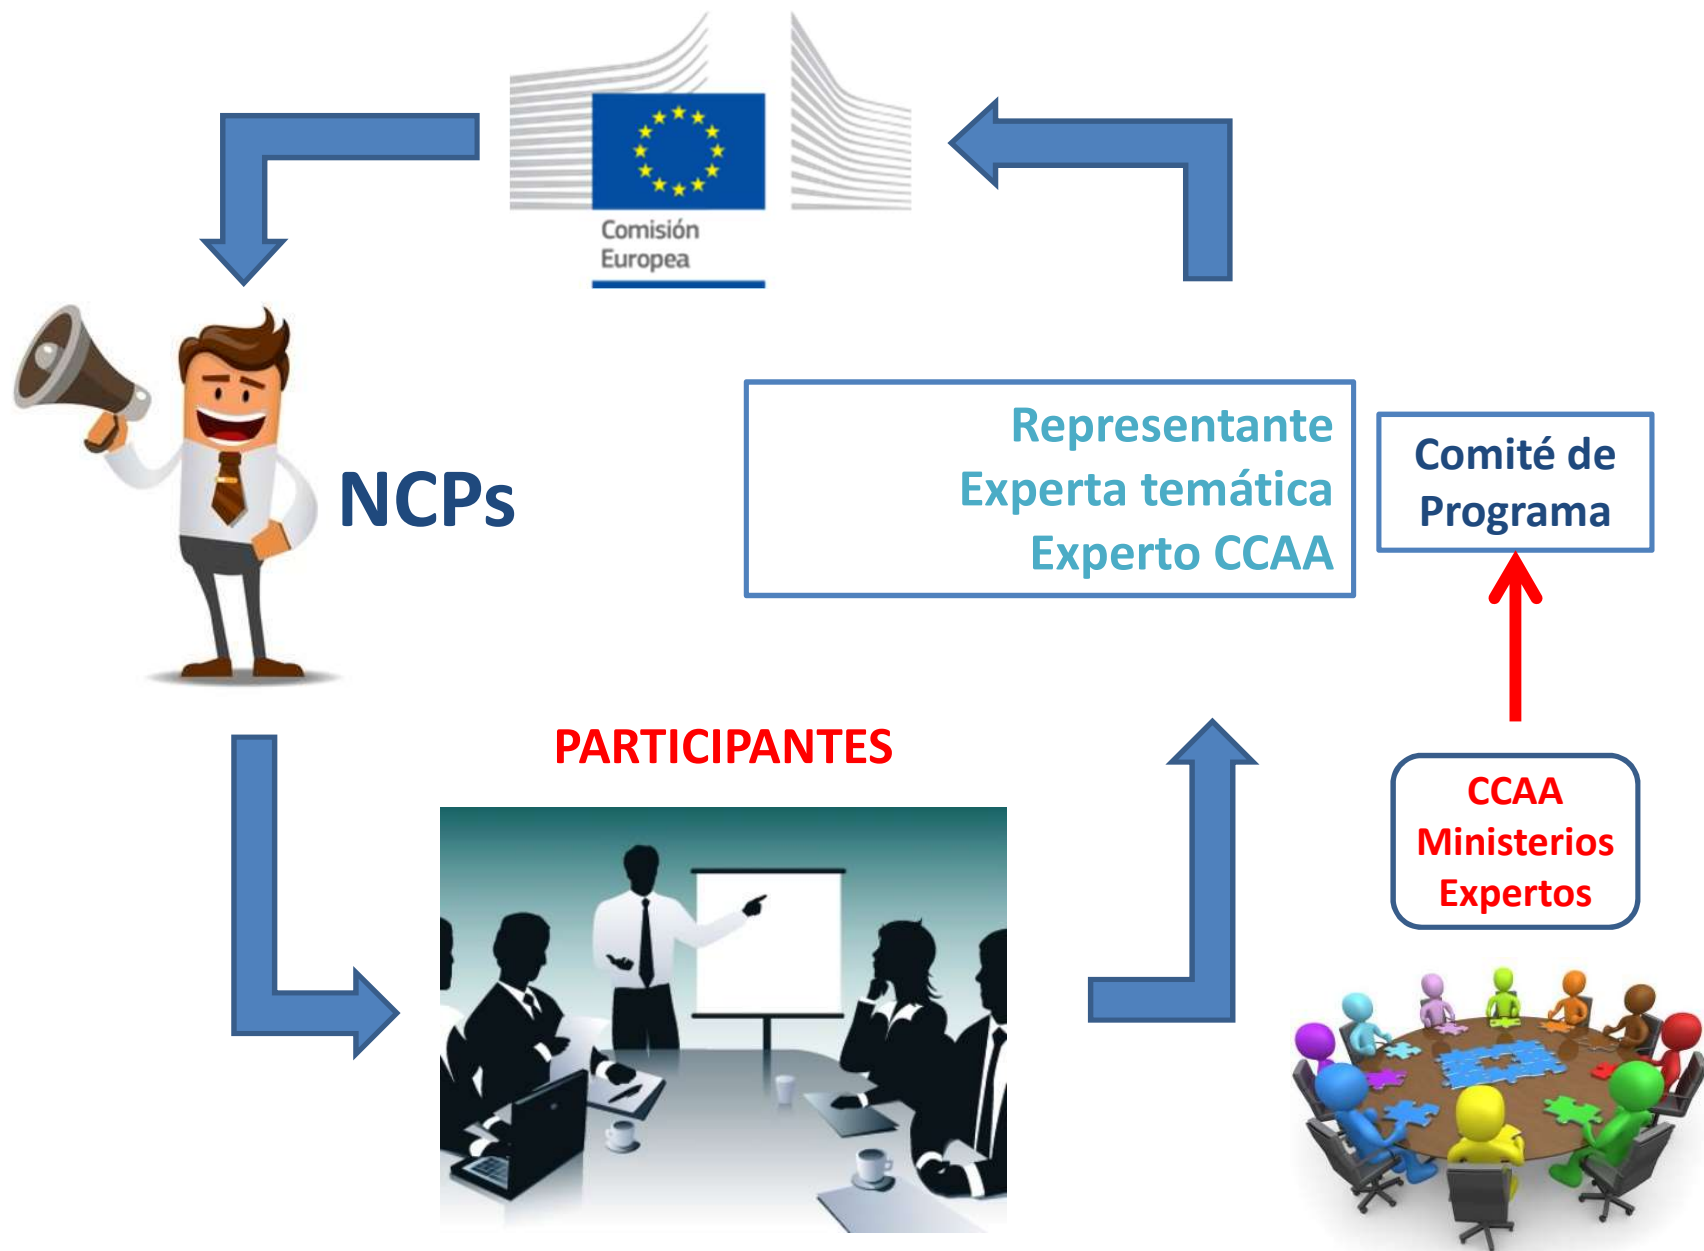 Comisión
Europea
NCPs
Representante
Experta temática
Experto CCAA
Comité de
Programa
PARTICIPANTES
CCAA
Ministerios
Expertos